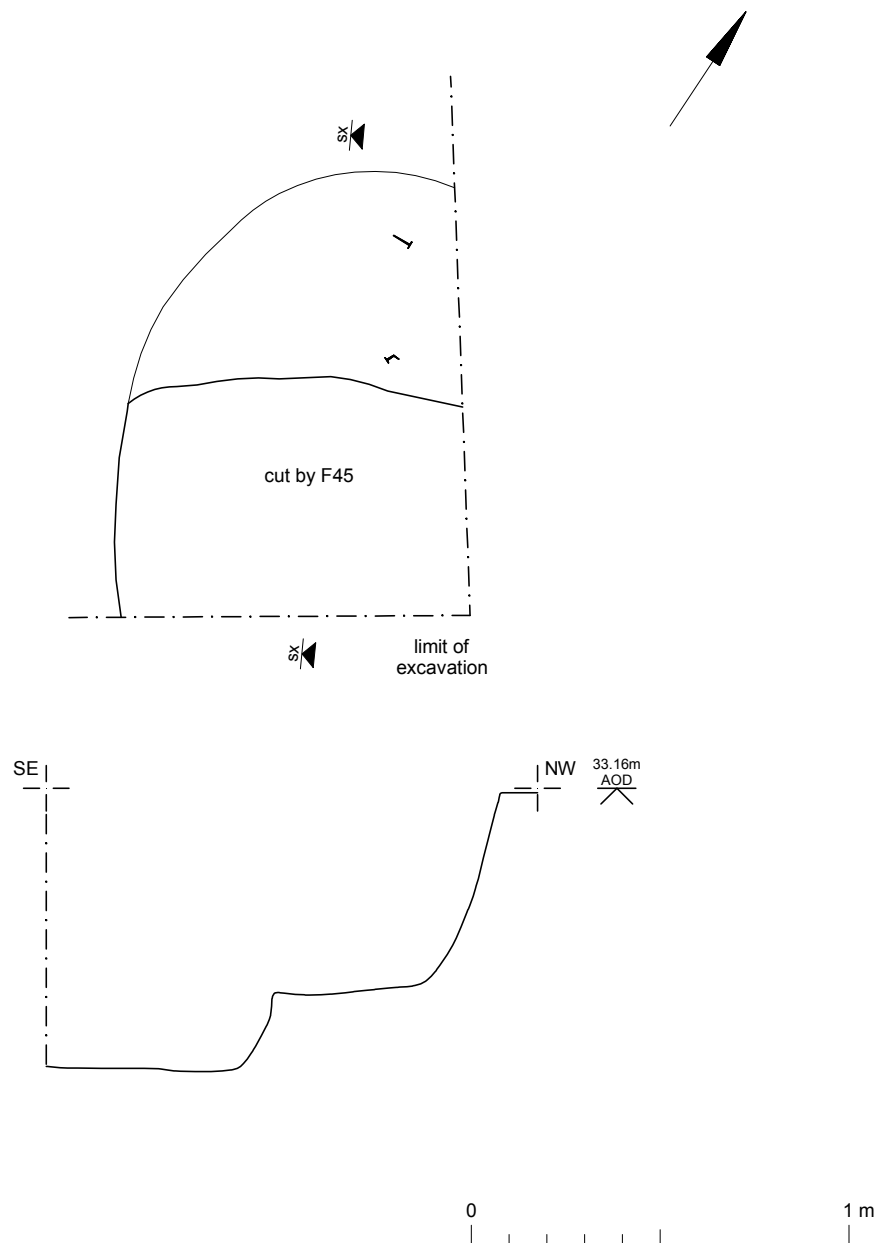 sx
cut by F45
sx
limit of
excavation
SE
NW
33.16m
AOD
0
1 m